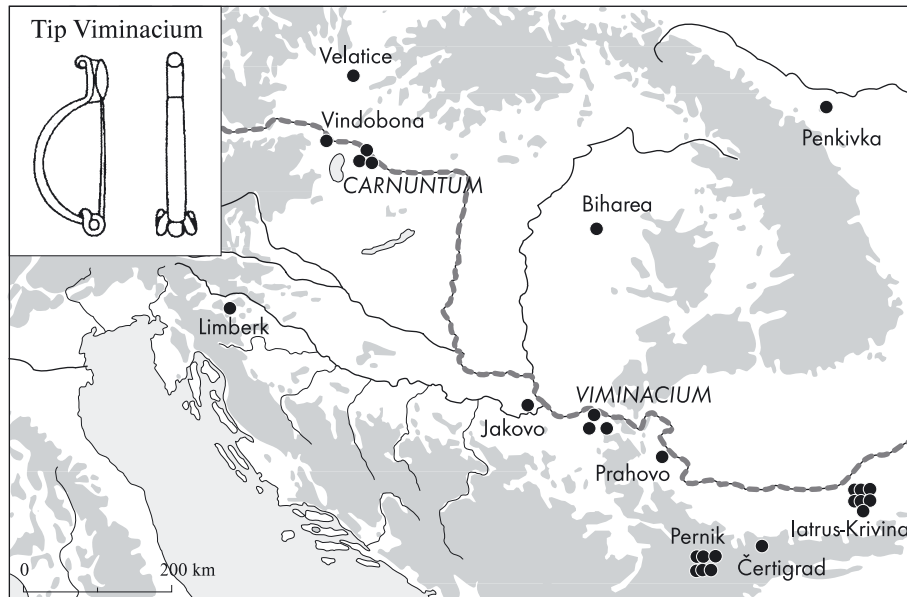 Tip Viminacium
Velatice
Vindobona
CARNUNTUM
Penkivka
Biharea
Limberk
VIMINACIUM
Jakovo
Prahovo
Iatrus-Krivina
Pernik
Čertigrad
0 200 km